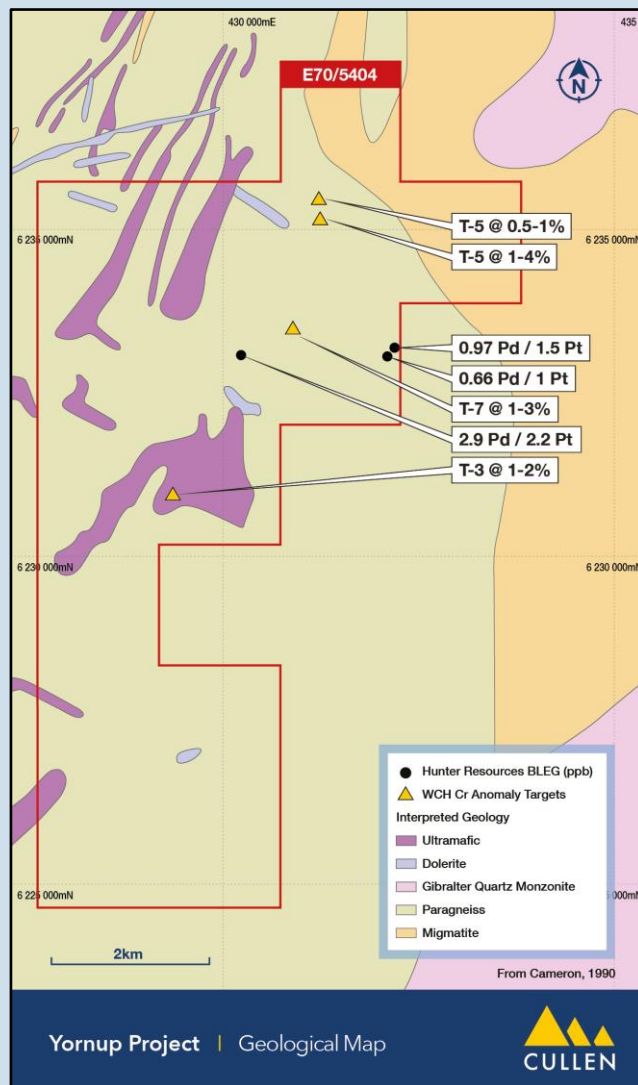 430 000mE
435
E70/5404
N
6 235 000mN
6 235 000mN
T-5 @ 0.5-1%
T-5 @ 1-4%
0.97 Pd / 1.5 Pt
0.66 Pd / 1 Pt
T-7 @ 1-3%
2.9 Pd / 2.2 Pt
T-3 @ 1-2%
6 230 000mN
6 230 000mN
Hunter Resources BLEG (ppb)
WCH Cr Anomaly Targets
Interpreted Geology
Ultramafic
Dolerite
Gibralter Quartz Monzonite
Paragneiss
Migmatite
6 225 000mN
5 000mN
2km
From Cameron, 1990
Yornup Project | Geological Map
CULLEN